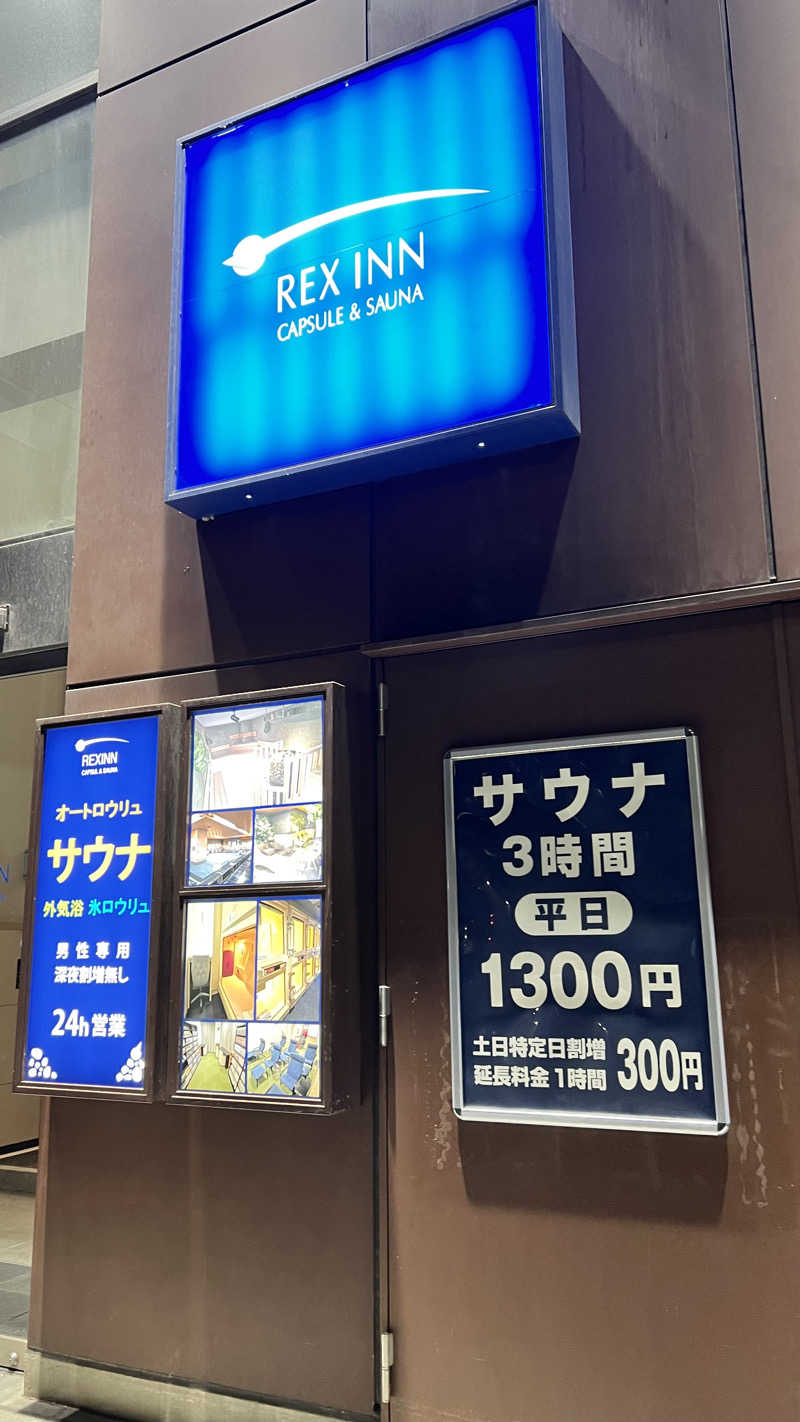 REX INN
CAPSULE & SAUNA
REXINN
CAPSUL & SAUNA
オートロウリュ
サウナ
外気浴 氷ロウリュ
男性専用
深夜割増無し
24h営業
サウナ
3時間
平日
1300円
土日特定日割増
延長料金1時間
300円